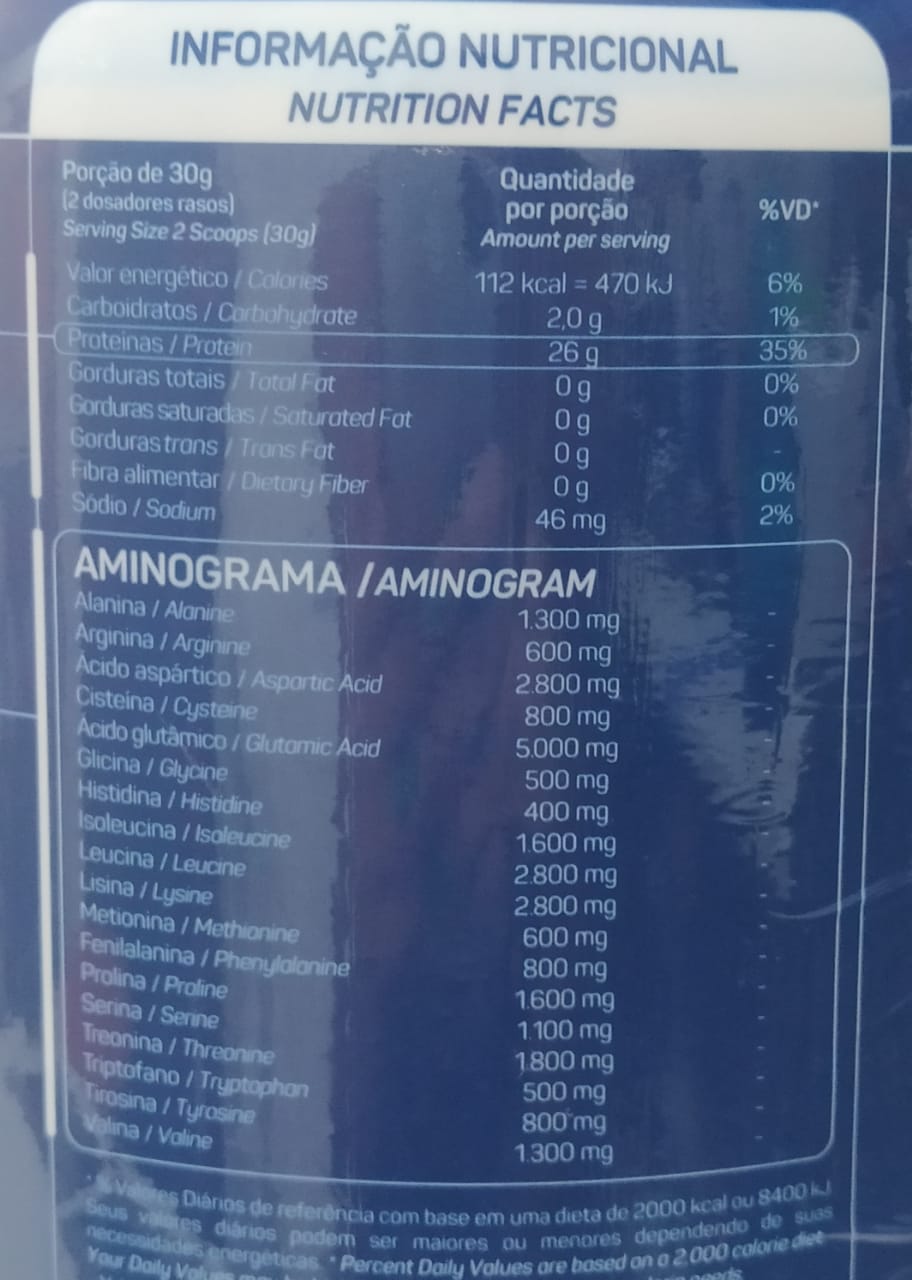 INFORMAÇÃO NUTRICIONAL
NUTRITION FACTS
Porção de 30g
(2 dosadores rasos)
Serving Size 2 Scoops (30g)
Quantidade
por porção
Amount per serving
%VD*
Valor energético / Calories 112 kcal = 470 kJ 6%
Carboidratos / Carbohydrate 2,0 g 1%
Proteínas / Protein 26 g 35%
Gorduras totais / Total Fat 0 g 0%
Gorduras saturadas / Saturated Fat 0 g 0%
Gorduras trans / Trans Fat 0 g -
Fibra alimentar / Dietary Fiber 0 g 0%
Sódio / Sodium 46 mg 2%
AMINOGRAMA / AMINOGRAM
Alanina / Alanine 1.300 mg -
Arginina / Arginine 600 mg -
Ácido aspártico / Aspartic Acid 2.800 mg -
Cisteína / Cysteine 800 mg -
Ácido glutâmico / Glutamic Acid 5.000 mg -
Glicina / Glycine 500 mg -
Histidina / Histidine 400 mg -
Isoleucina / Isoleucine 1.600 mg -
Leucina / Leucine 2.800 mg -
Lisina / Lysine 2.800 mg -
Metionina / Methionine 600 mg -
Fenilalanina / Phenylalanine 800 mg -
Prolina / Proline 1.600 mg -
Serina / Serine 1.100 mg -
Treonina / Threonine 1.800 mg -
Triptofano / Tryptophan 500 mg -
Tirosina / Tyrosine 800 mg -
Valina / Valine 1.300 mg -
* % Valores Diários de referência com base em uma dieta de 2000 kcal ou 8400 kJ
Seus valores diários podem ser maiores ou menores dependendo de suas
necessidades energéticas. * Percent Daily Values are based on a 2.000 calorie diet
Your Daily Values